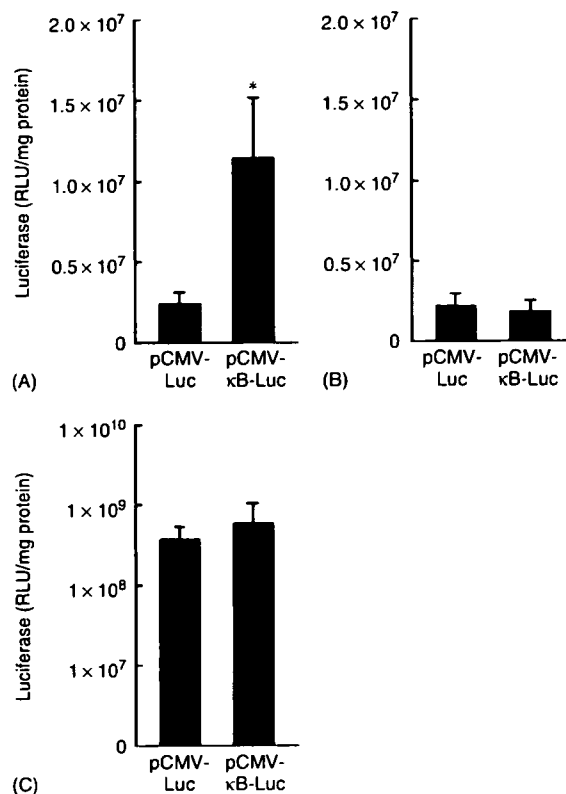 Luciferase (RLU/mg protein)
2.0 × 10⁷
1.5 × 10⁷
1.0 × 10⁷
0.5 × 10⁷
0
*
pCMV-
Luc
pCMV-
κB-Luc
(A)
2.0 × 10⁷
1.5 × 10⁷
1.0 × 10⁷
0.5 × 10⁷
0
pCMV-
Luc
pCMV-
κB-Luc
(B)
Luciferase (RLU/mg protein)
1 × 10¹⁰
1 × 10⁹
1 × 10⁸
1 × 10⁷
0
pCMV-
Luc
pCMV-
κB-Luc
(C)